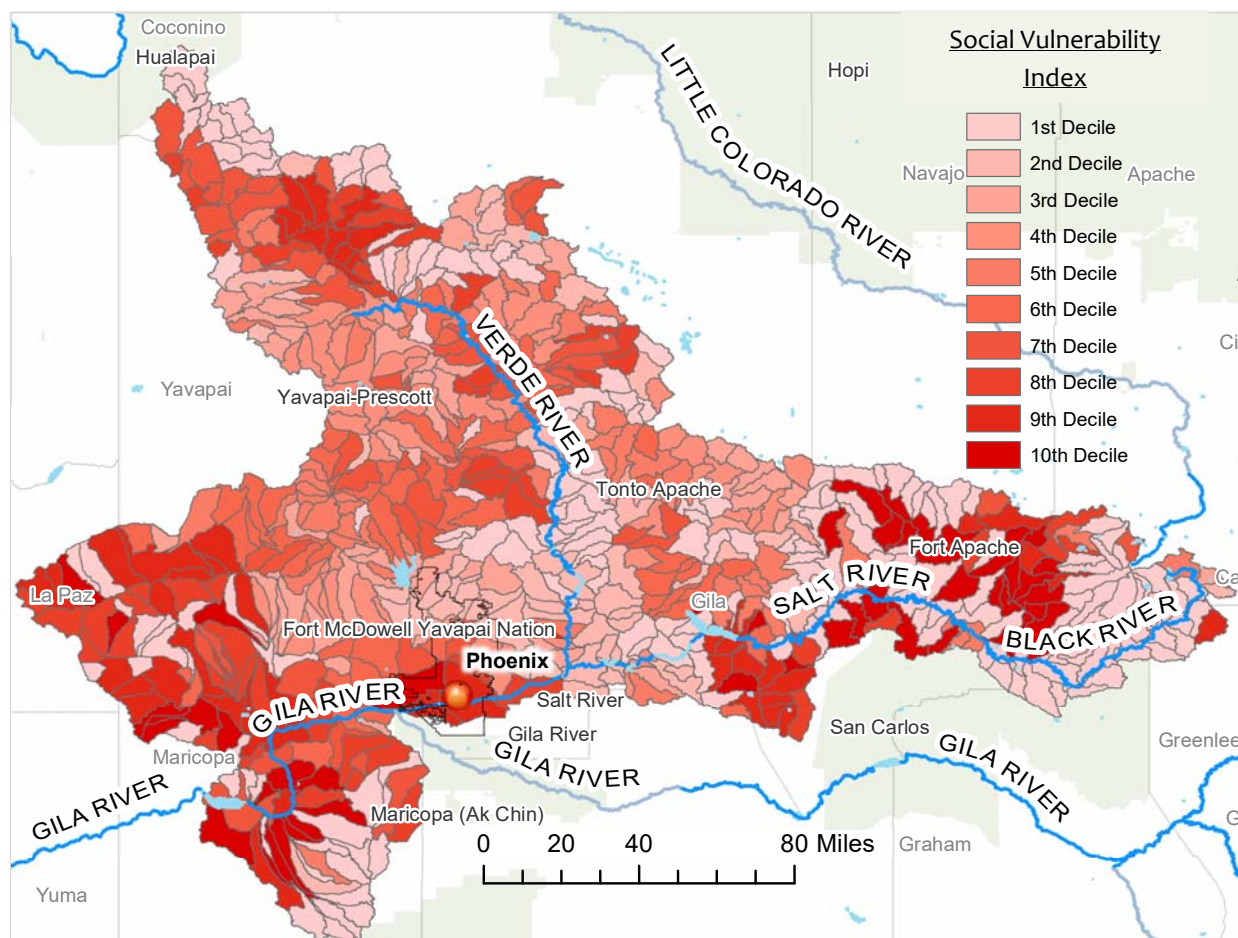 Coconino
Hualapai
Hopi
LITTLE COLORADO RIVER
Navajo
Apache
Social Vulnerability
Index
1st Decile
2nd Decile
3rd Decile
4th Decile
5th Decile
6th Decile
7th Decile
8th Decile
9th Decile
10th Decile
Ci
Yavapai
Yavapai-Prescott
VERDE RIVER
Tonto Apache
Fort Apache
La Paz
Gila
SALT RIVER
Ca
BLACK RIVER
Fort McDowell Yavapai Nation
Phoenix
GILA RIVER
Salt River
San Carlos
Gila River
Greenlee
Maricopa
GILA RIVER
GILA RIVER
GILA RIVER
Maricopa (Ak Chin)
G
0 20 40 80 Miles
Graham
Yuma